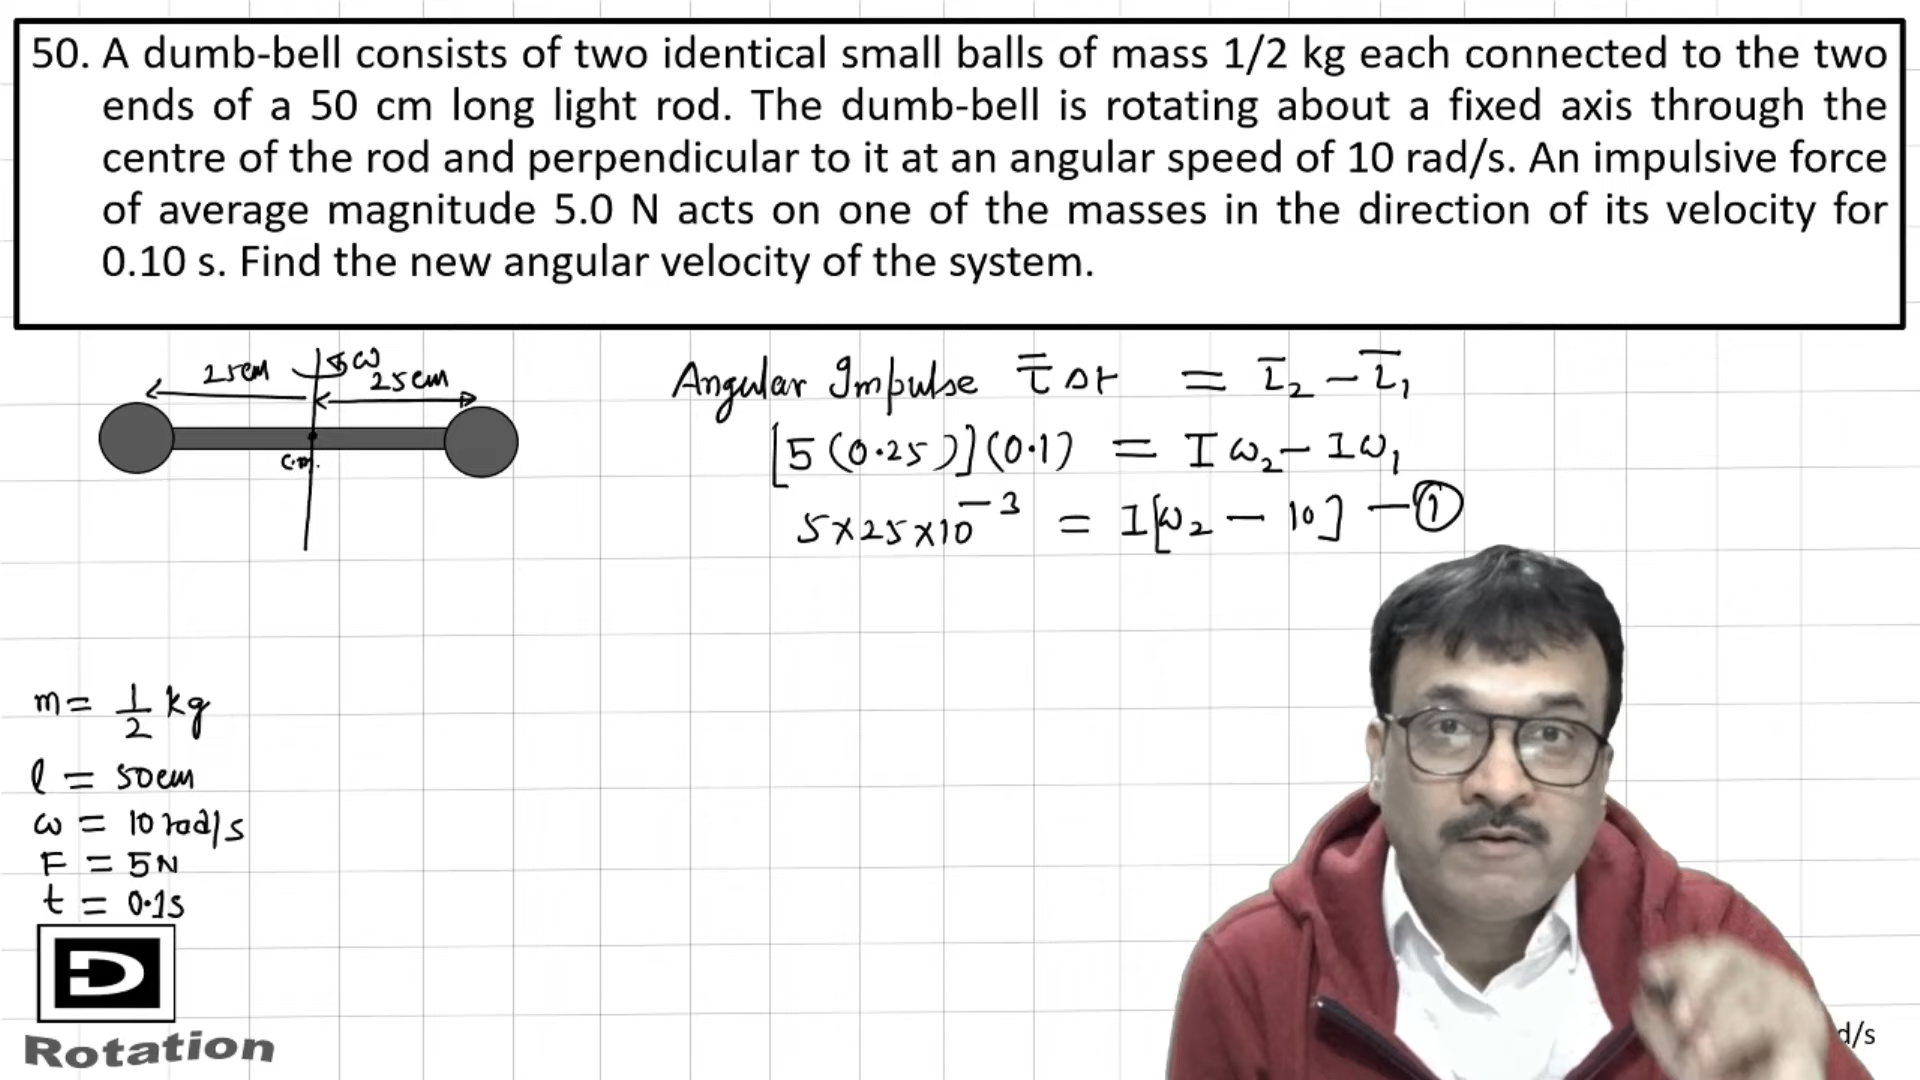 50. A dumb-bell consists of two identical small balls of mass 1/2 kg each connected to the two
ends of a 50 cm long light rod. The dumb-bell is rotating about a fixed axis through the
centre of the rod and perpendicular to it at an angular speed of 10 rad/s. An impulsive force
of average magnitude 5.0 N acts on one of the masses in the direction of its velocity for
0.10 s. Find the new angular velocity of the system.
ω
25cm
25cm
c.m.
Angular Impulse τ̅ Δt = L̅₂ - L̅₁
[5(0.25)](0.1) = Iω₂ - Iω₁
5×25×10⁻³ = I[ω₂ - 10] - ①
m = 1/2 kg
l = 50cm
ω = 10 rad/s
F = 5N
t = 0.1s
D
Rotation
d/s